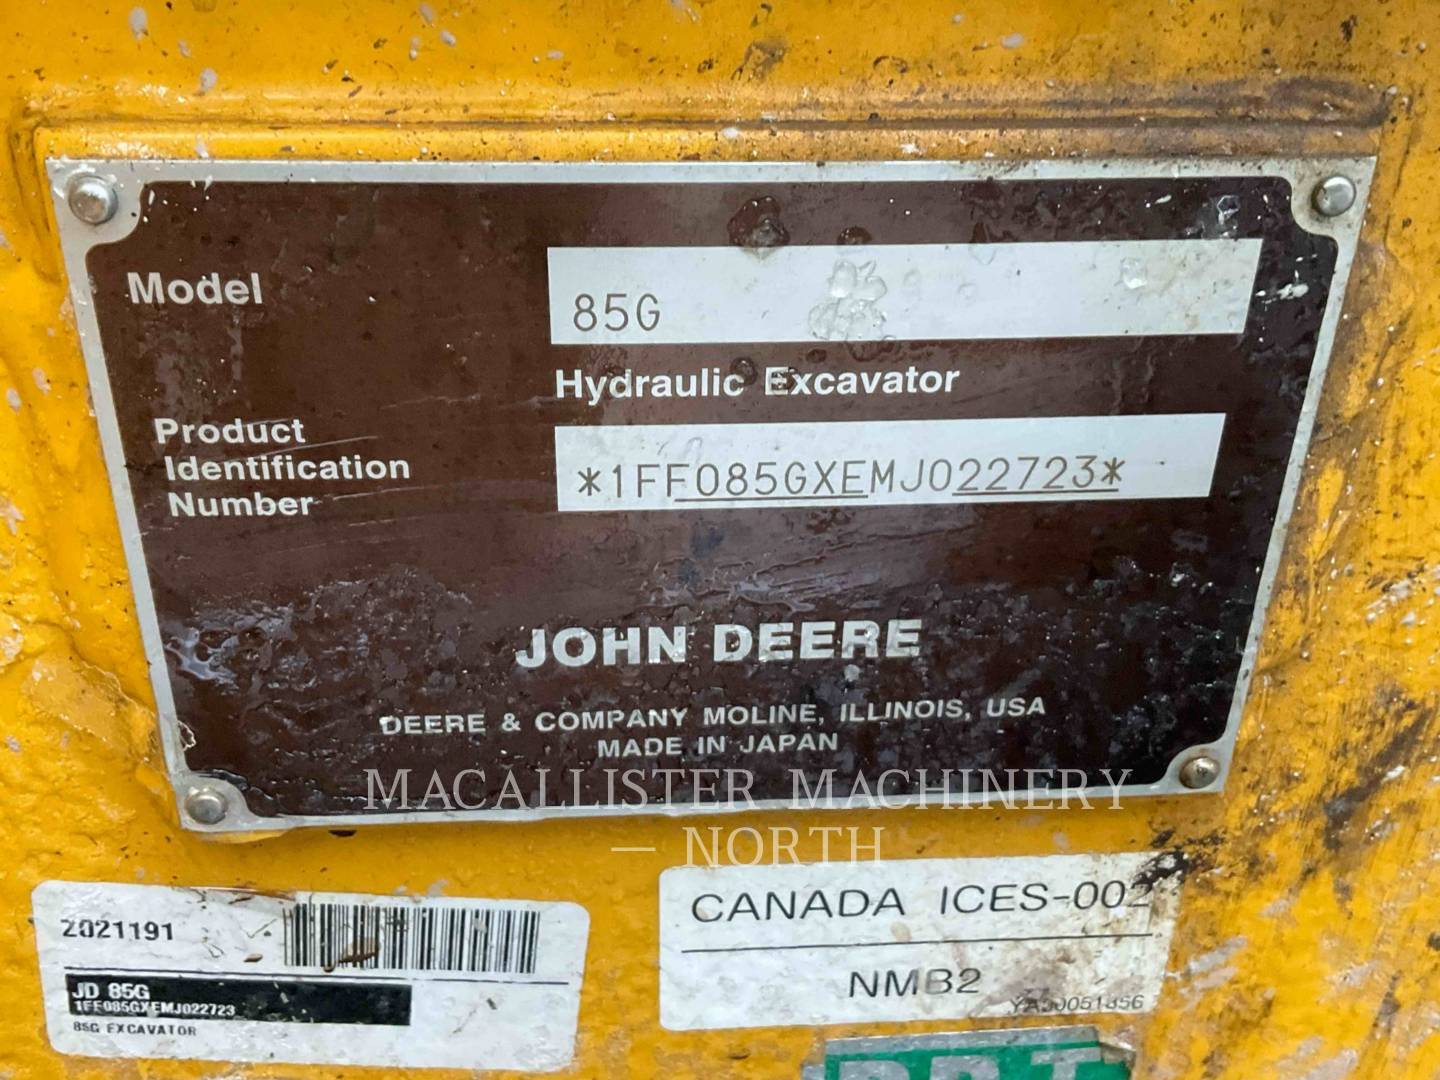 Model
85G
Hydraulic Excavator
Product
Identification
Number
*1FF085GXEMJ022723*
JOHN DEERE
DEERE & COMPANY MOLINE, ILLINOIS, USA
MADE IN JAPAN
MACALLISTER MACHINERY
— NORTH
Z021191
JD 85G
1FF085GXEMJ022723
85G EXCAVATOR
CANADA ICES-002
NMB2